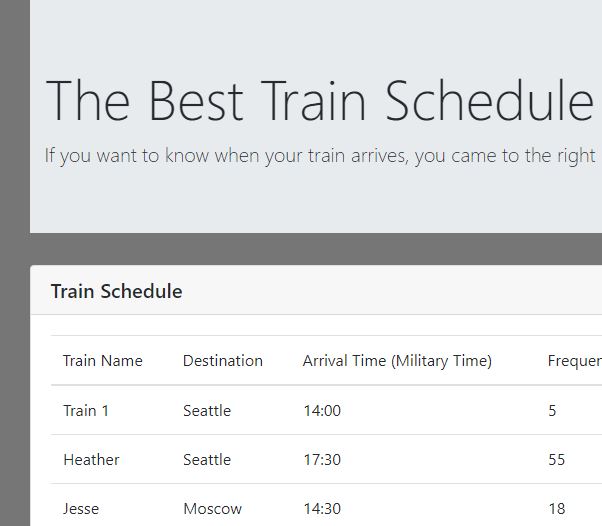 The Best Train Schedule
If you want to know when your train arrives, you came to the right
Train Schedule
Train Name Destination Arrival Time (Military Time)
Train 1 Seattle 14:00 5
Heather Seattle 17:30 55
Jesse Moscow 14:30 18